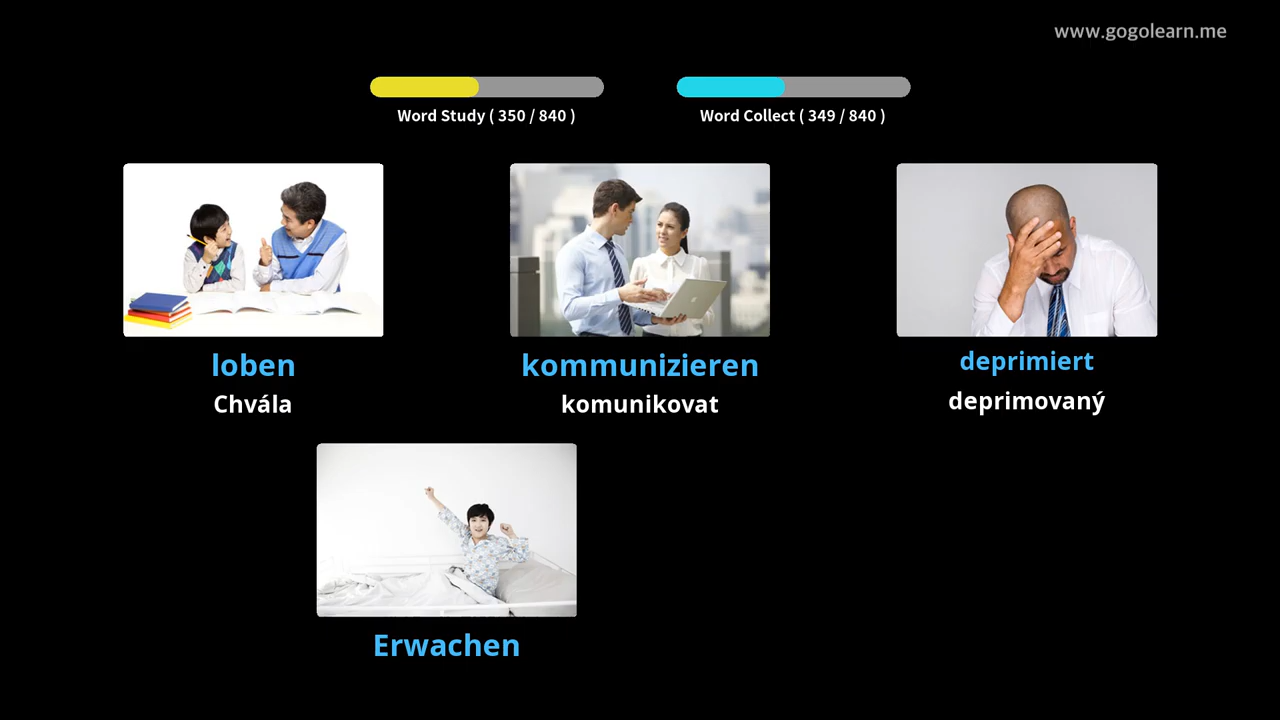 www.gogolearn.me
Word Study ( 350 / 840 )
Word Collect ( 349 / 840 )
loben
Chvála
kommunizieren
komunikovat
deprimiert
deprimovaný
Erwachen